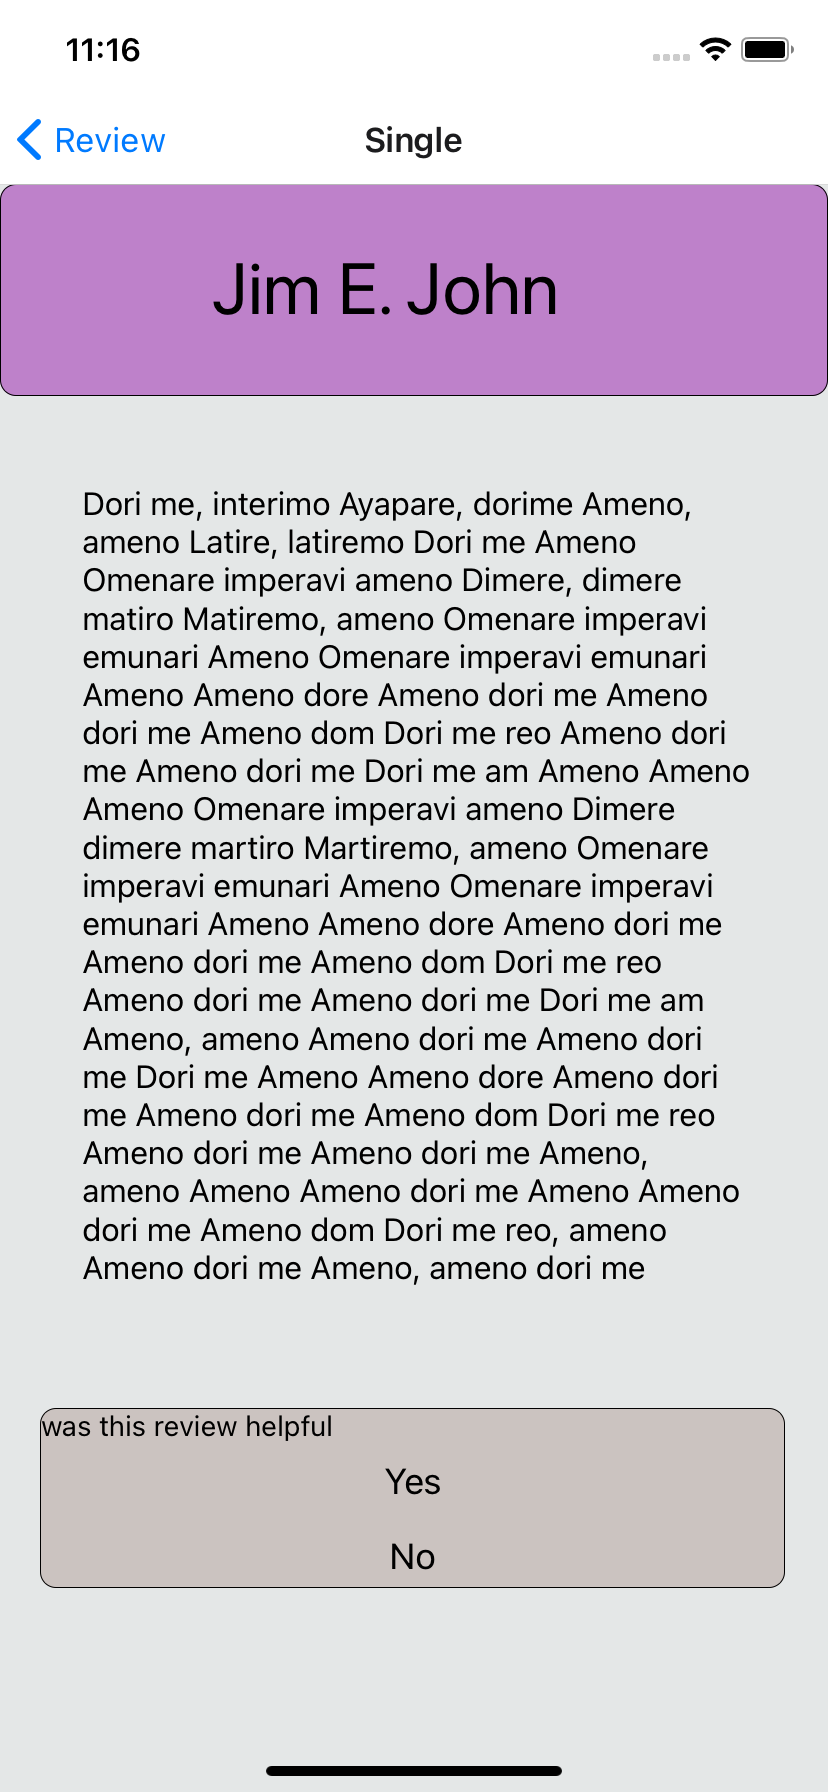 11:16
Review
Single
Jim E. John
Dori me, interimo Ayapare, dorime Ameno,
ameno Latire, latiremo Dori me Ameno
Omenare imperavi ameno Dimere, dimere
matiro Matiremo, ameno Omenare imperavi
emunari Ameno Omenare imperavi emunari
Ameno Ameno dore Ameno dori me Ameno
dori me Ameno dom Dori me reo Ameno dori
me Ameno dori me Dori me am Ameno Ameno
Ameno Omenare imperavi ameno Dimere
dimere martiro Martiremo, ameno Omenare
imperavi emunari Ameno Omenare imperavi
emunari Ameno Ameno dore Ameno dori me
Ameno dori me Ameno dom Dori me reo
Ameno dori me Ameno dori me Dori me am
Ameno, ameno Ameno dori me Ameno dori
me Dori me Ameno Ameno dore Ameno dori
me Ameno dori me Ameno dom Dori me reo
Ameno dori me Ameno dori me Ameno,
ameno Ameno Ameno dori me Ameno Ameno
dori me Ameno dom Dori me reo, ameno
Ameno dori me Ameno, ameno dori me
was this review helpful
Yes
No